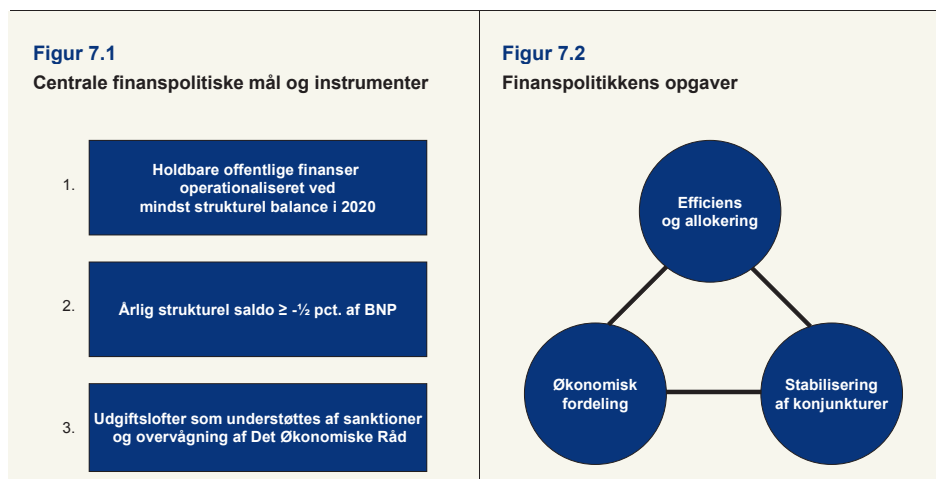 Figur 7.1
Centrale finanspolitiske mål og instrumenter
1.
Holdbare offentlige finanser
operationaliseret ved
mindst strukturel balance i 2020
2.
Årlig strukturel saldo ≥ -½ pct. af BNP
3.
Udgiftslofter som understøttes af sanktioner
og overvågning af Det Økonomiske Råd
Figur 7.2
Finanspolitikkens opgaver
Efficiens
og allokering
Økonomisk
fordeling
Stabilisering
af konjunkturer